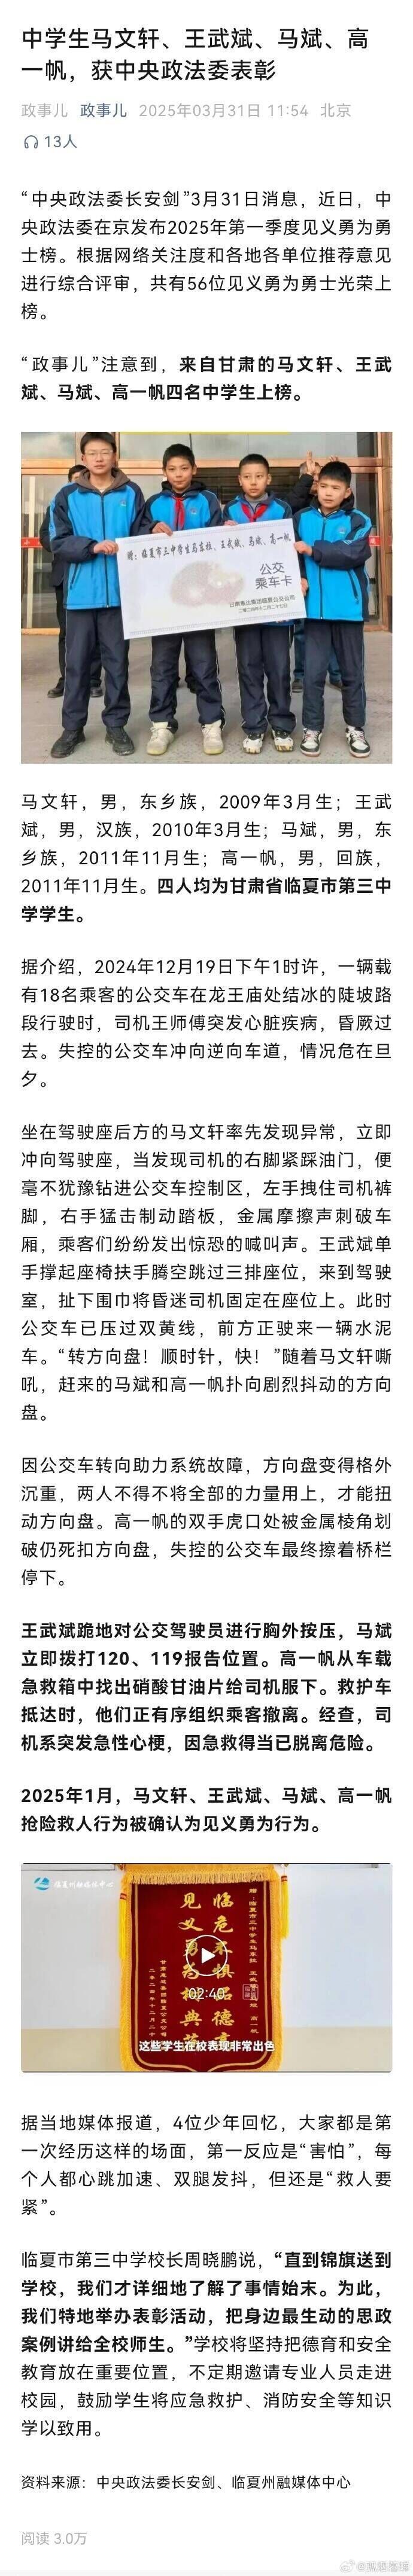 中学生马文轩、王武斌、马斌、高
一帆，获中央政法委表彰
政事儿 政事儿 2025年03月31日 11:54 北京
13人
“中央政法委长安剑”3月31日消息，近日，中
央政法委在京发布2025年第一季度见义勇为勇
士榜。根据网络关注度和各地各单位推荐意见
进行综合评审，共有56位见义勇为勇士光荣上
榜。
“政事儿”注意到，来自甘肃的马文轩、王武
斌、马斌、高一帆四名中学生上榜。
公交
乘车卡
马文轩，男，东乡族，2009年3月生；王武
斌，男，汉族，2010年3月生；马斌，男，东
乡族，2011年11月生；高一帆，男，回族，
2011年11月生。四人均为甘肃省临夏市第三中
学学生。
据介绍，2024年12月19日下午1时许，一辆载
有18名乘客的公交车在龙王庙处结冰的陡坡路
段行驶时，司机王师傅突发心脏疾病，昏厥过
去。失控的公交车冲向逆向车道，情况危在旦
夕。
坐在驾驶座后方的马文轩率先发现异常，立即
冲向驾驶座，当发现司机的右脚紧踩油门，便
毫不犹豫钻进公交车控制区，左手拽住司机裤
脚，右手猛击制动踏板，金属摩擦声刺破车
厢，乘客们纷纷发出惊恐的喊叫声。王武斌单
手撑起座椅扶手腾空跳过三排座位，来到驾驶
室，扯下围巾将昏迷司机固定在座位上。此时
公交车已压过双黄线，前方正驶来一辆水泥
车。“转方向盘！顺时针，快！”随着马文轩嘶
吼，赶来的马斌和高一帆扑向剧烈抖动的方向
盘。
因公交车转向助力系统故障，方向盘变得格外
沉重，两人不得不将全部的力量用上，才能扭
动方向盘。高一帆的双手虎口处被金属棱角划
破仍死扣方向盘，失控的公交车最终擦着桥栏
停下。
王武斌跪地对公交驾驶员进行胸外按压，马斌
立即拨打120、119报告位置。高一帆从车载
急救箱中找出硝酸甘油片给司机服下。救护车
抵达时，他们正有序组织乘客撤离。经查，司
机系突发急性心梗，因急救得当已脱离危险。
2025年1月，马文轩、王武斌、马斌、高一帆
抢险救人行为被确认为见义勇为行为。
临夏州融媒体中心
02:40
这些学生在校表现非常出色
据当地媒体报道，4位少年回忆，大家都是第
一次经历这样的场面，第一反应是“害怕”，每
个人都心跳加速、双腿发抖，但还是“救人要
紧”。
临夏市第三中学校长周晓鹏说，“直到锦旗送到
学校，我们才详细地了解了事情始末。为此，
我们特地举办表彰活动，把身边最生动的思政
案例讲给全校师生。”学校将坚持把德育和安全
教育放在重要位置，不定期邀请专业人员走进
校园，鼓励学生将应急救护、消防安全等知识
学以致用。
资料来源：中央政法委长安剑、临夏州融媒体中心
阅读 3.0万